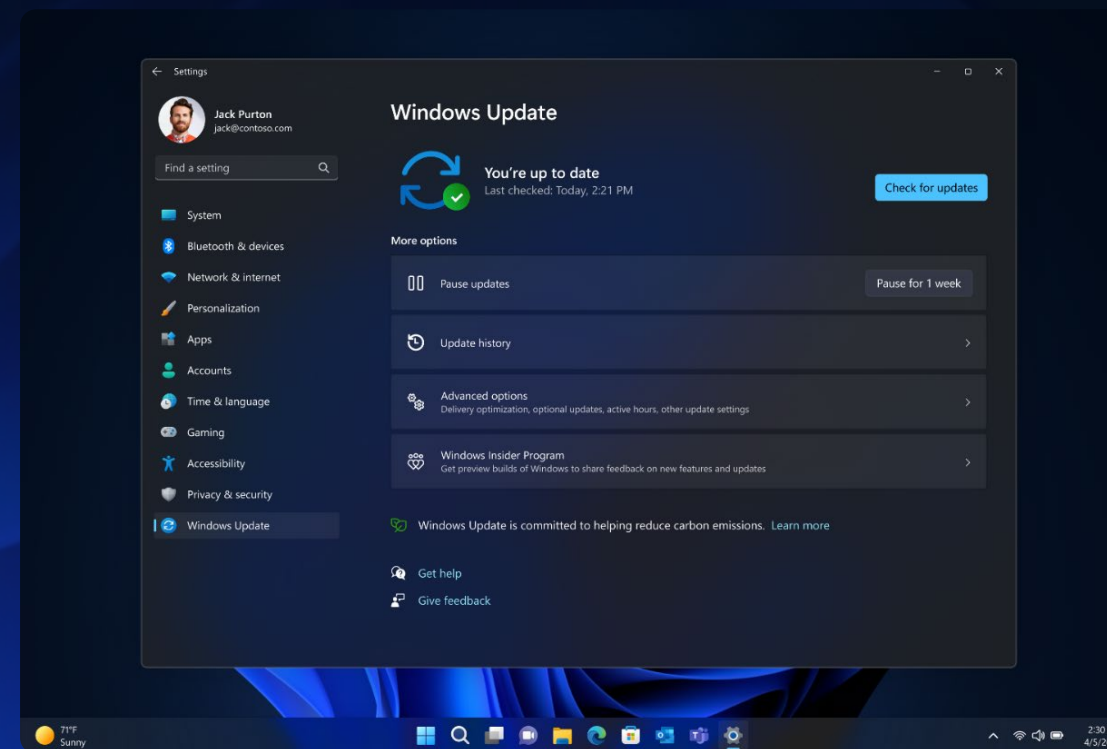 Settings
Jack Purton
jack@contoso.com
Find a setting
System
Bluetooth & devices
Network & internet
Personalization
Apps
Accounts
Time & language
Gaming
Accessibility
Privacy & security
Windows Update
Windows Update
You're up to date
Last checked: Today, 2:21 PM
Check for updates
More options
Pause updates
Pause for 1 week
Update history
Advanced options
Delivery optimization, optional updates, active hours, other update settings
Windows Insider Program
Get preview builds of Windows to share feedback on new features and updates
Windows Update is committed to helping reduce carbon emissions. Learn more
Get help
Give feedback
71°F
Sunny
2:30